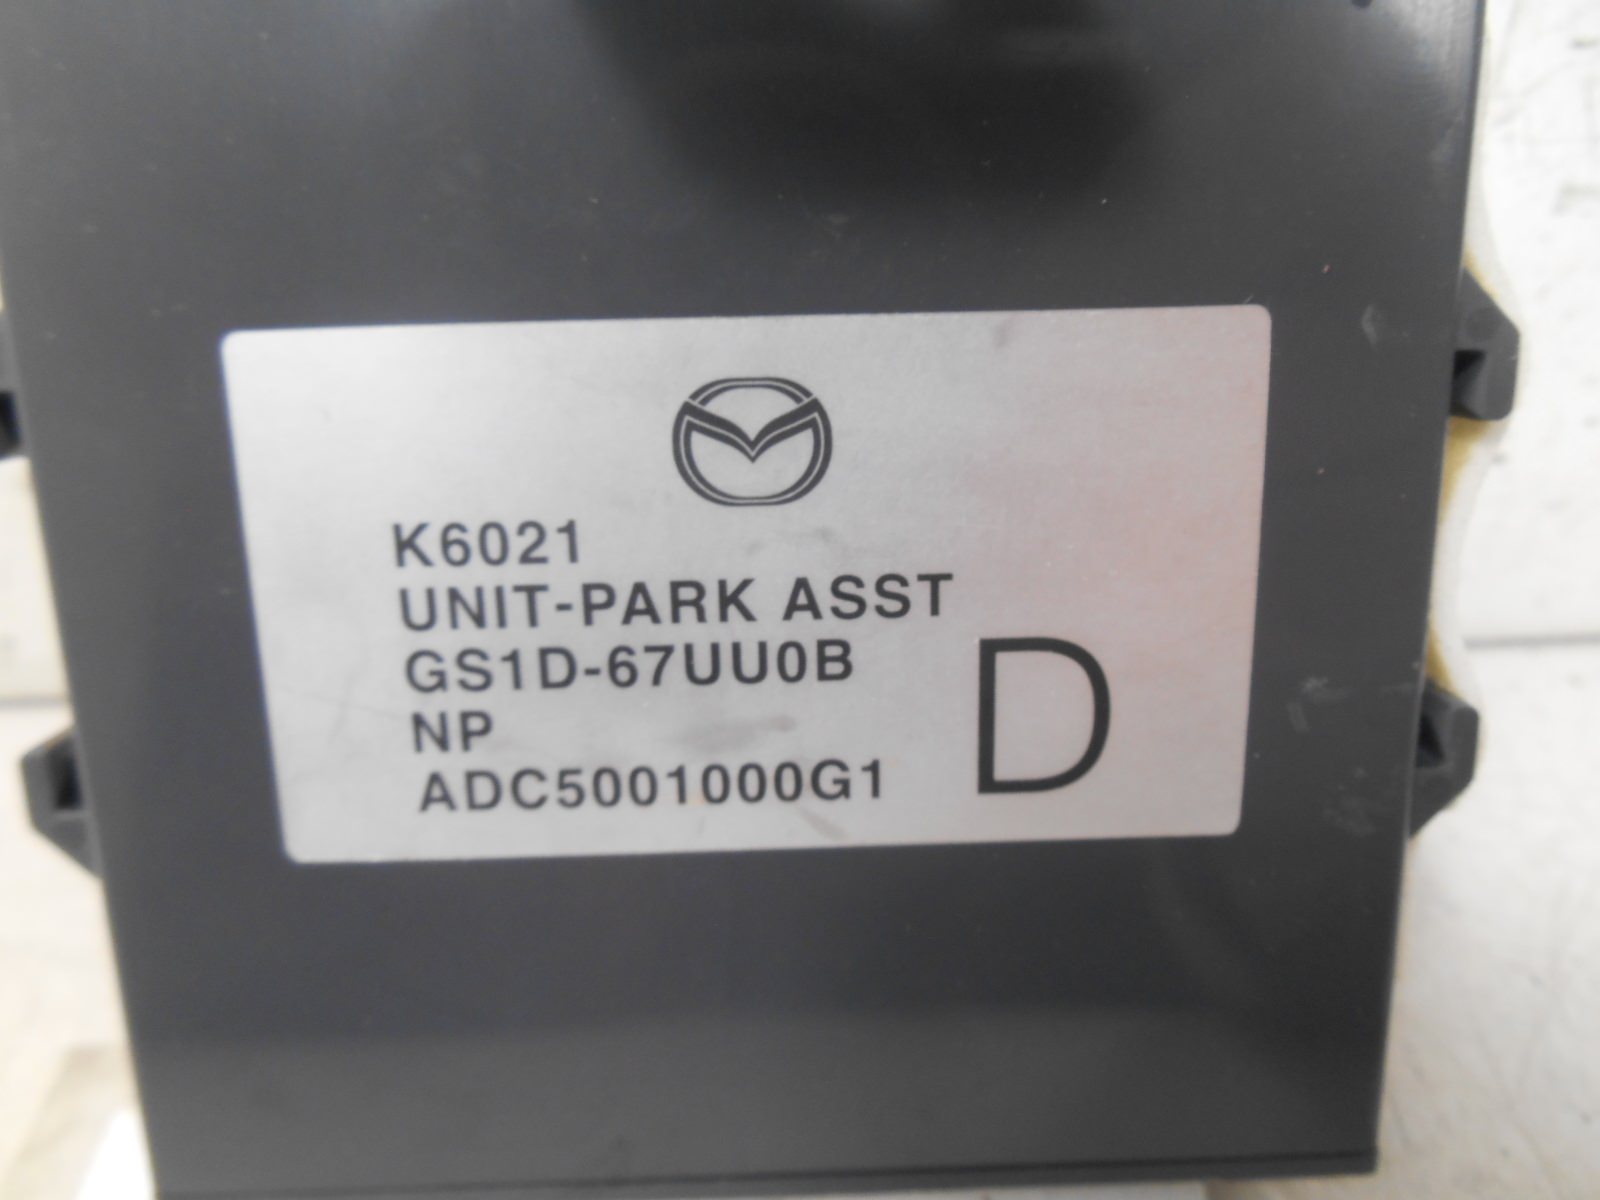 K6021
UNIT-PARK ASST
GS1D-67UU0B
NP
ADC5001000G1
D